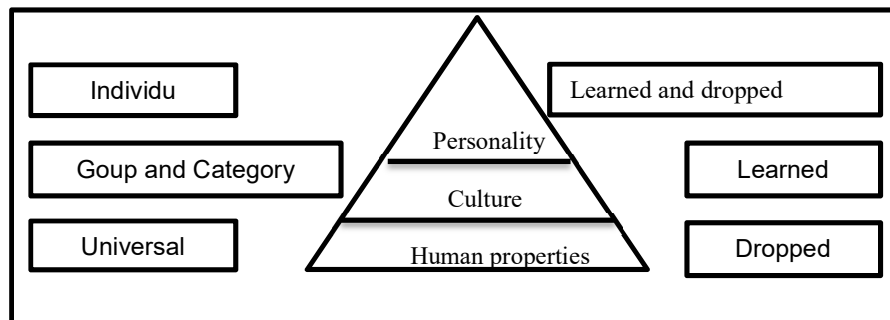 Individu
Learned and dropped
Personality
Goup and Category
Learned
Culture
Universal
Human properties
Dropped